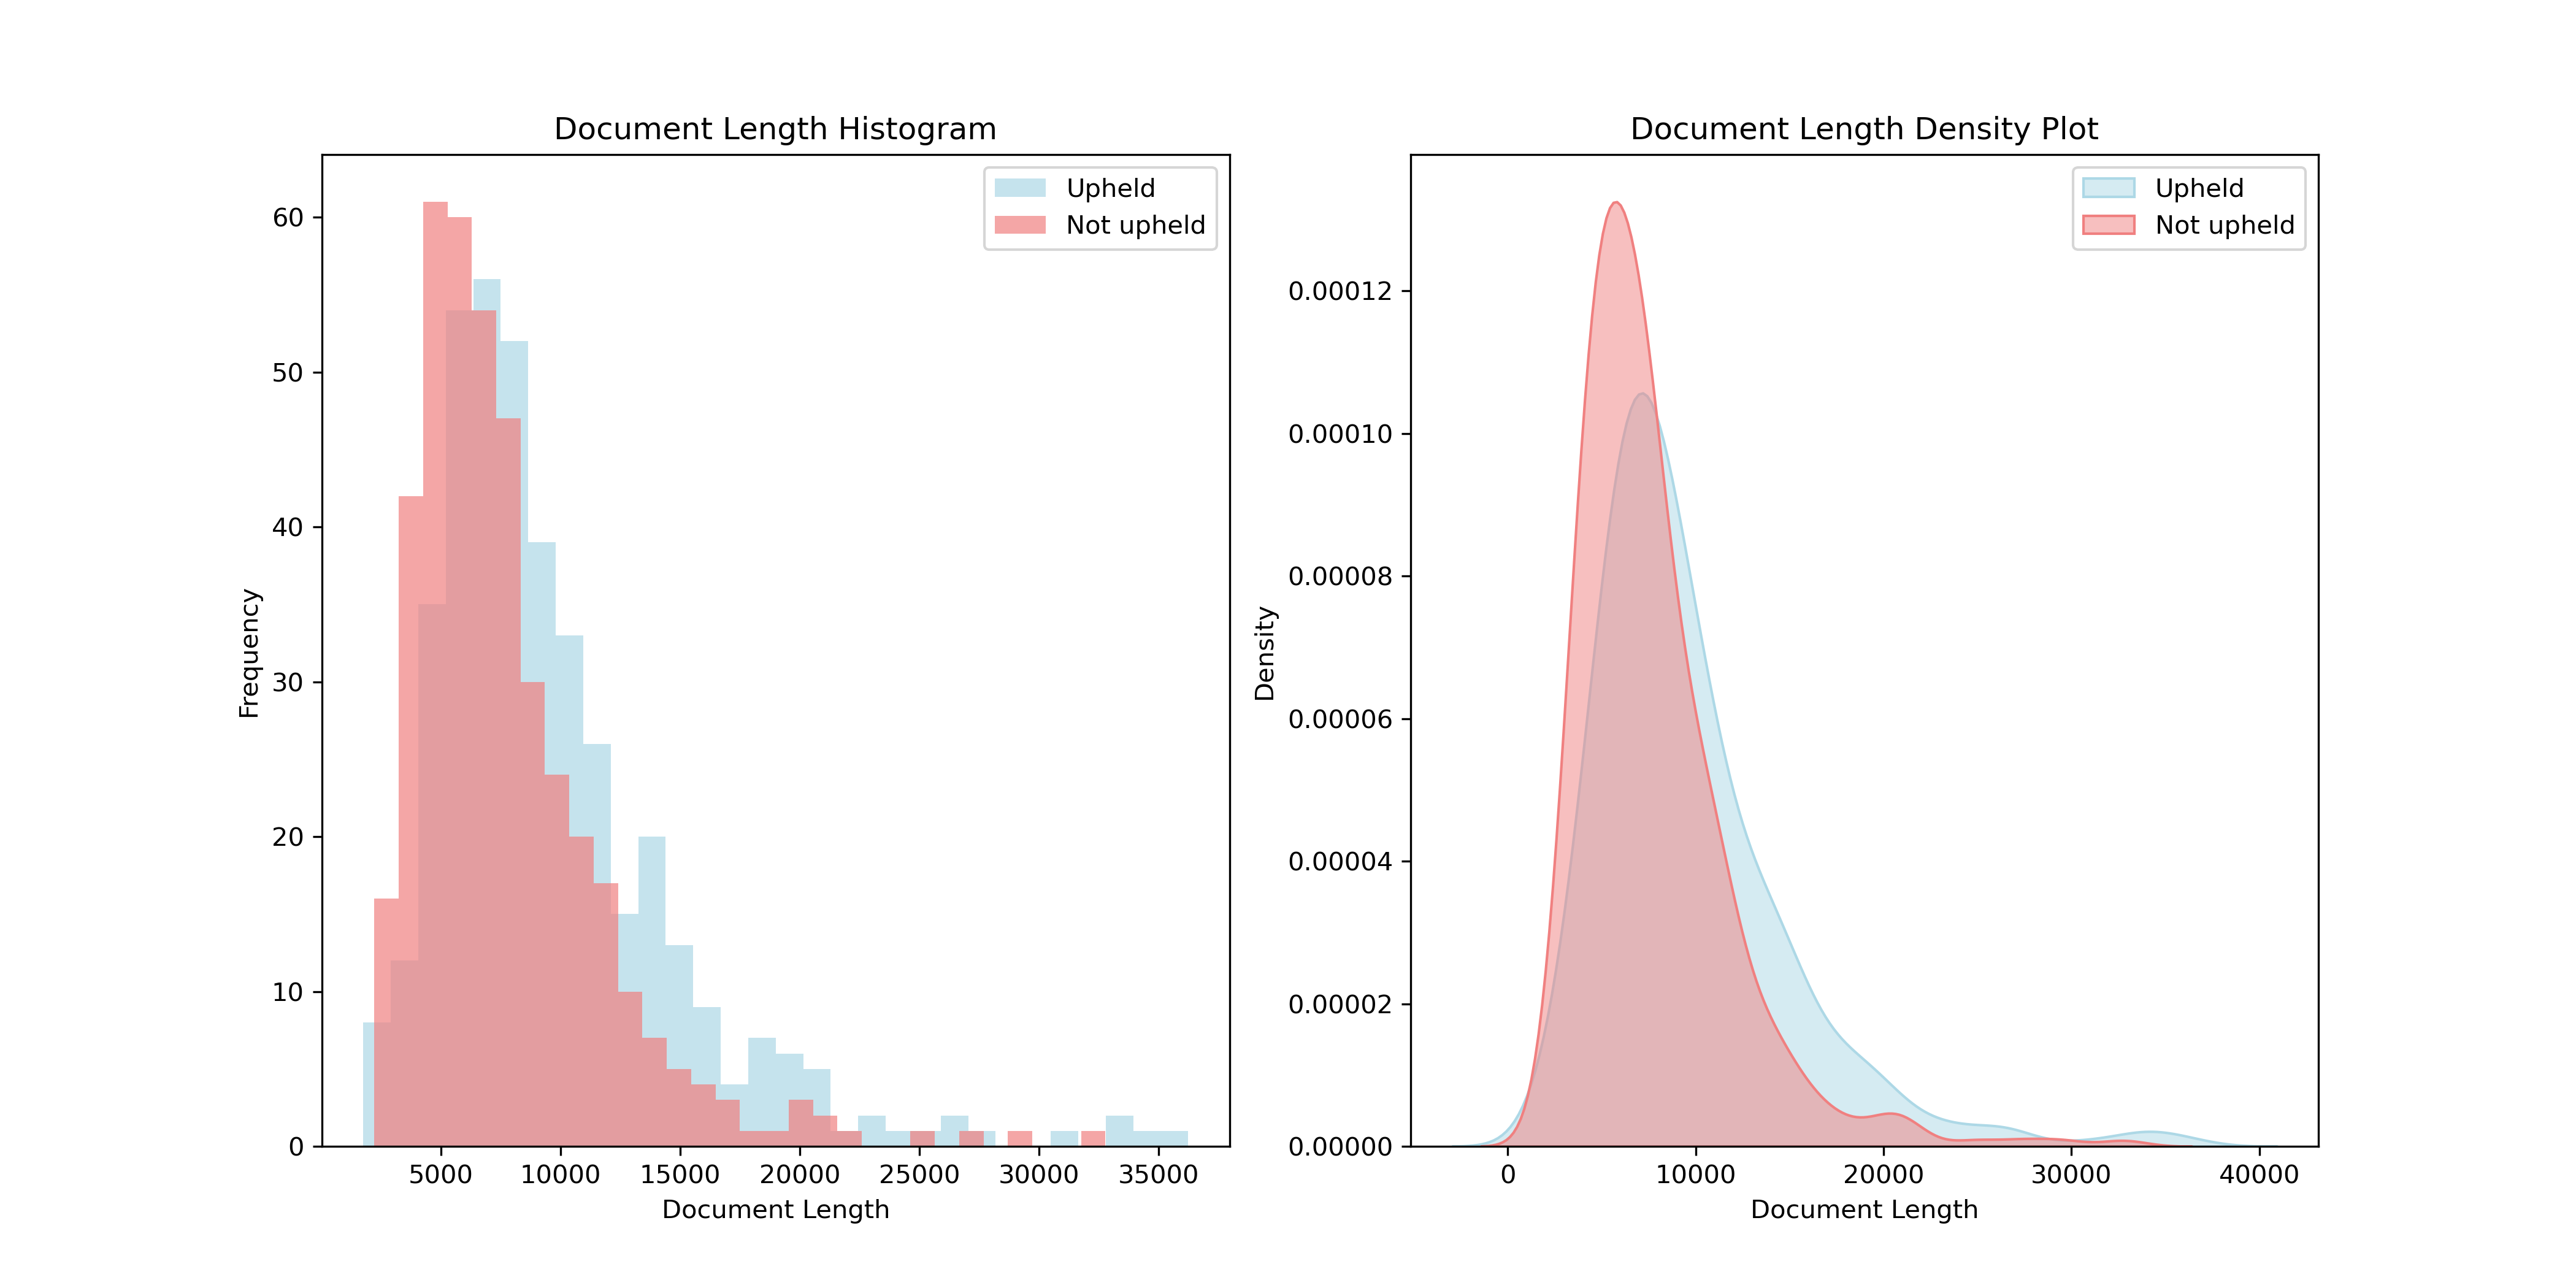 Document Length Histogram
Upheld
Not upheld
60
50
40
30
20
10
0
Frequency
5000 10000 15000 20000 25000 30000 35000
Document Length
Document Length Density Plot
Upheld
Not upheld
0.00012
0.00010
0.00008
0.00006
0.00004
0.00002
0.00000
Density
0 10000 20000 30000 40000
Document Length